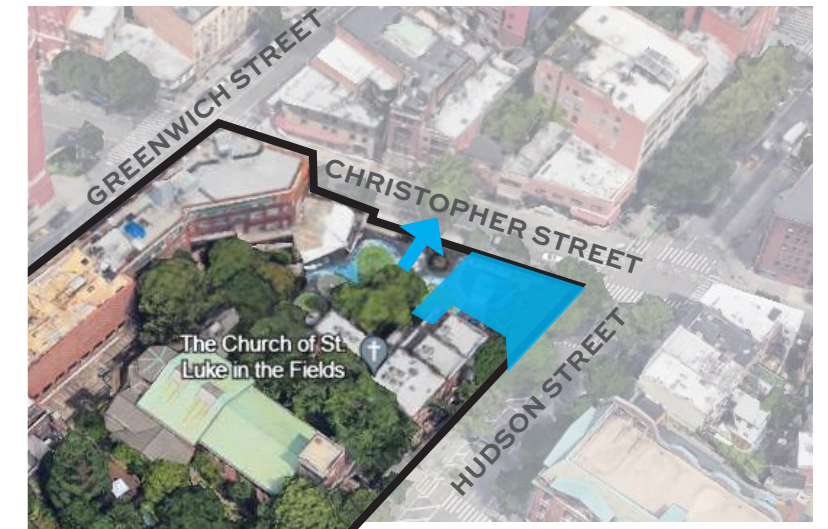 GREENWICH STREET
CHRISTOPHER STREET
The Church of St.
Luke in the Fields
HUDSON STREET